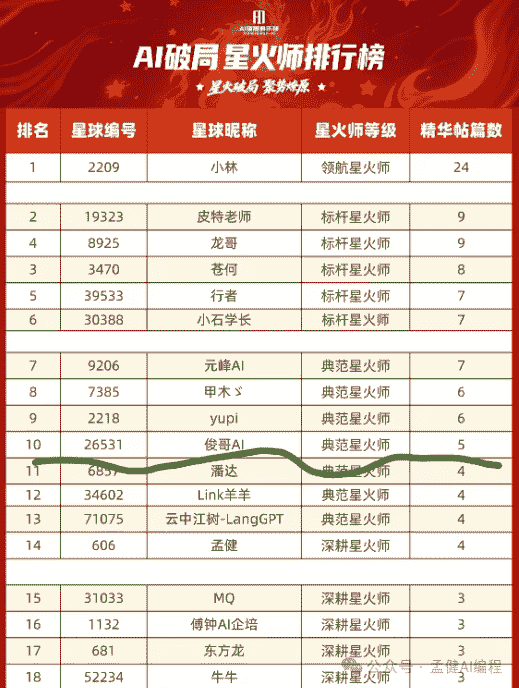 AI破局 星火师排行榜
星火破局 聚势燎原
排名 星球编号 星球昵称 星火师等级 精华帖篇数
1 2209 小林 领航星火师 24
2 19323 皮特老师 标杆星火师 9
4 8925 龙哥 标杆星火师 9
3 3470 苍何 标杆星火师 8
5 39533 行者 标杆星火师 7
6 30388 小石学长 标杆星火师 7
7 9206 元峰AI 典范星火师 7
8 7385 甲木ゞ 典范星火师 6
9 2218 yupi 典范星火师 6
10 26531 俊哥AI 典范星火师 5
11 6857 潘达 典范星火师 4
12 34602 Link羊羊 典范星火师 4
13 71075 云中江树-LangGPT 典范星火师 4
14 606 孟健 深耕星火师 4
15 31033 MQ 深耕星火师 3
16 1132 傅钟AI企培 深耕星火师 3
17 681 东方龙 深耕星火师 3
18 52234 牛牛 深耕星火师 3
公众号 · 孟健AI编程